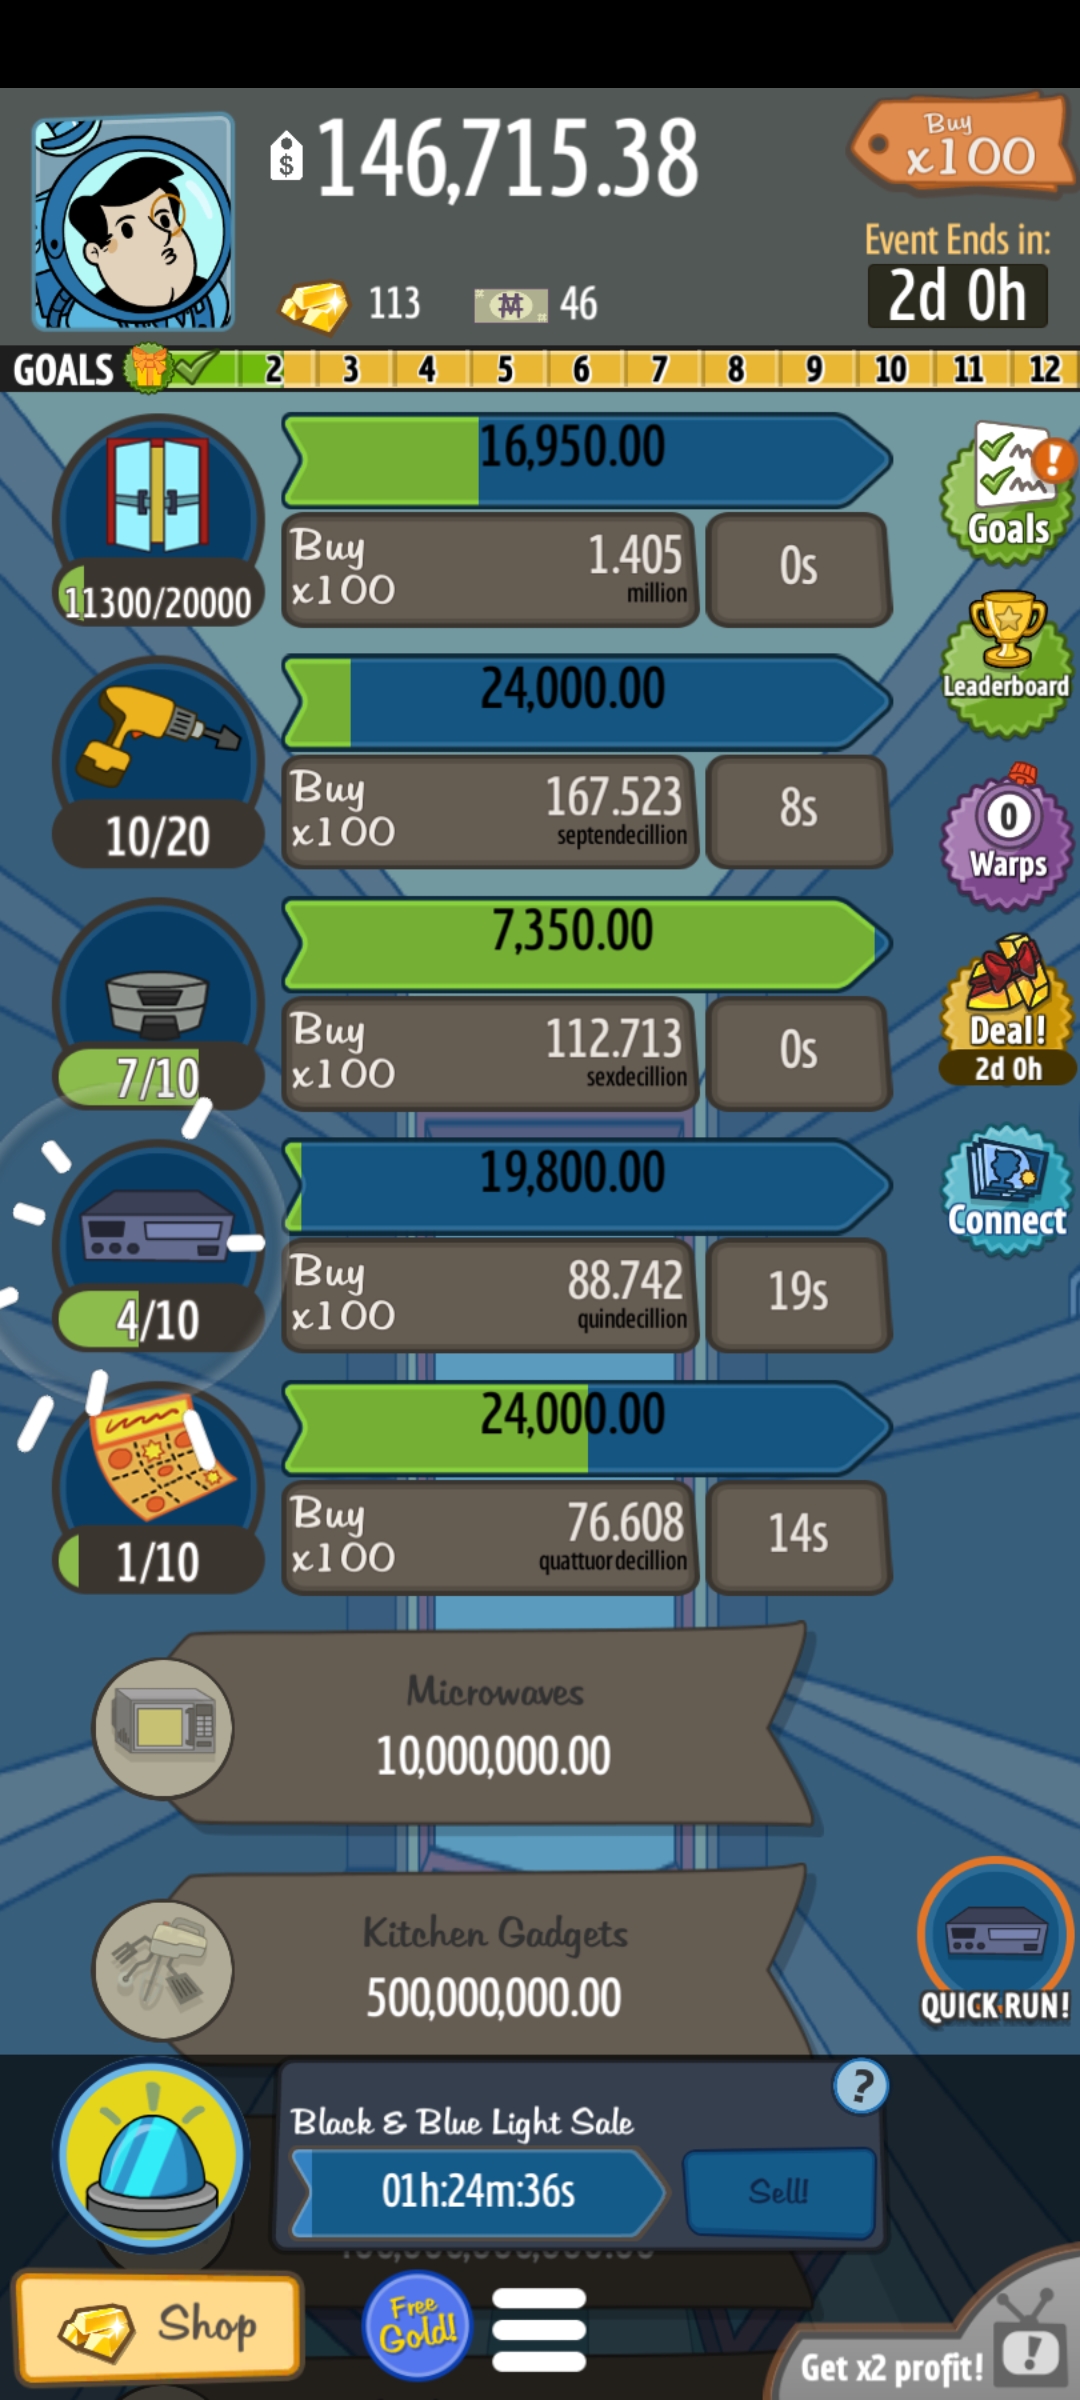 146,715.38
Buy
x100
Event Ends in:
2d 0h
113
46
GOALS 2 3 4 5 6 7 8 9 10 11 12
16,950.00
Buy
x100
1.405
million
0s
11300/20000
Goals
24,000.00
Buy
x100
167.523
septendecillion
8s
10/20
Leaderboard
0
Warps
7,350.00
Buy
x100
112.713
sexdecillion
0s
7/10
Deal!
2d 0h
19,800.00
Buy
x100
88.742
quindecillion
19s
4/10
Connect
24,000.00
Buy
x100
76.608
quattuordecillion
14s
1/10
Microwaves
10,000,000.00
Kitchen Gadgets
500,000,000.00
QUICK RUN!
Black & Blue Light Sale
?
01h:24m:36s
Sell!
Shop
Free
Gold!
Get x2 profit!